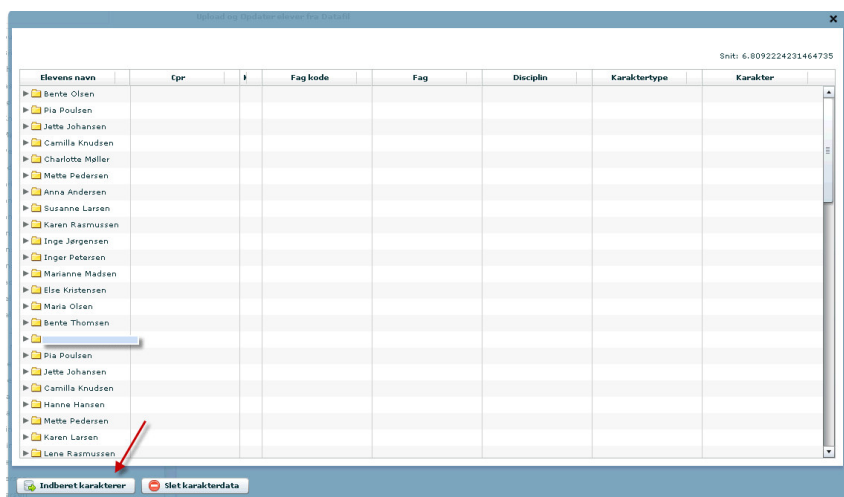 Upload og Opdater elever fra Datafil
Snit: 6.8092224231464735
Elevens navn Cpr Fag kode Fag Disciplin Karaktertype Karakter
Bente Olsen
Pia Poulsen
Jette Johansen
Camilla Knudsen
Charlotte Møller
Mette Pedersen
Anna Andersen
Susanne Larsen
Karen Rasmussen
Inge Jørgensen
Inger Petersen
Marianne Madsen
Else Kristensen
Maria Olsen
Bente Thomsen
Pia Poulsen
Jette Johansen
Camilla Knudsen
Hanne Hansen
Mette Pedersen
Karen Larsen
Lene Rasmussen
Indberet karakterer Slet karakterdata